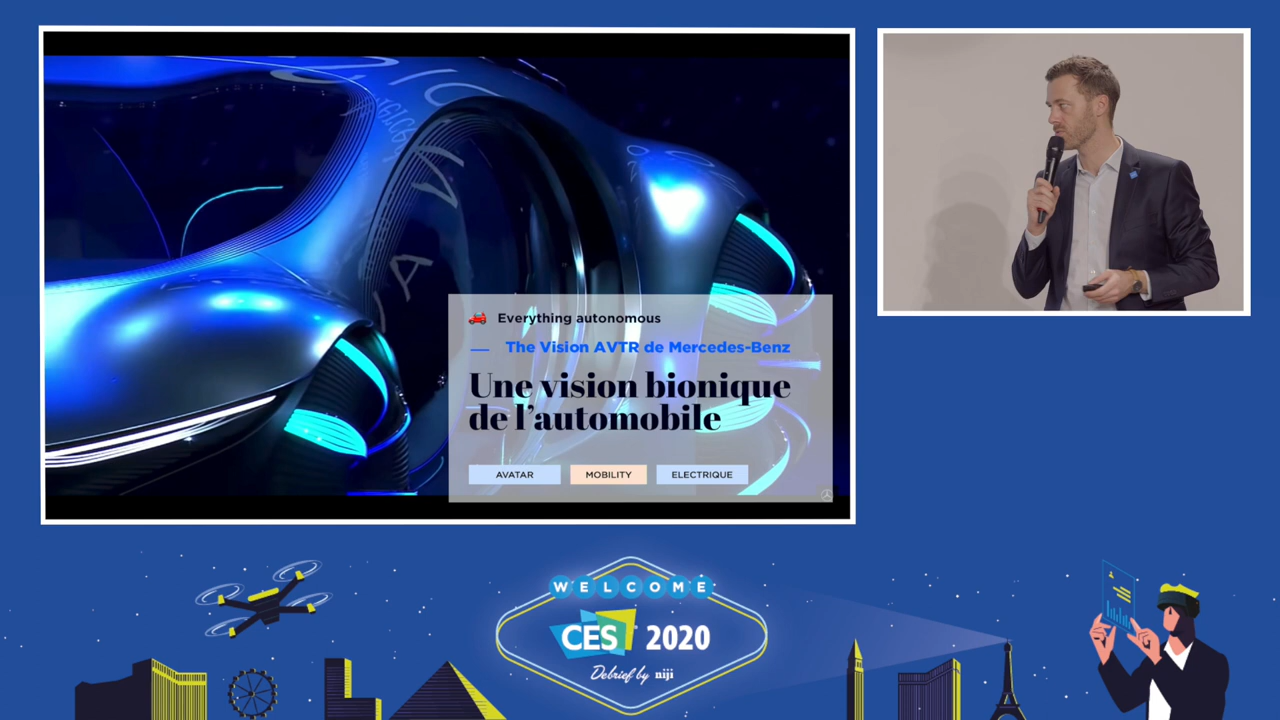 Everything autonomous
The Vision AVTR de Mercedes-Benz
Une vision bionique
de l'automobile
AVATAR
MOBILITY
ELECTRIQUE
WELCOME
CES 2020
Debrief by niji